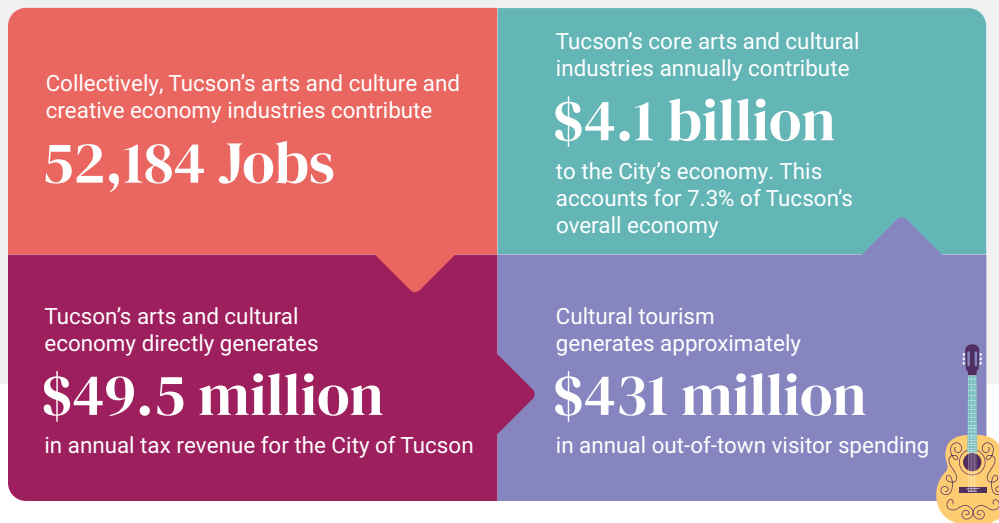 Collectively, Tucson’s arts and culture and
creative economy industries contribute
52,184 Jobs
Tucson’s core arts and cultural
industries annually contribute
$4.1 billion
to the City’s economy. This
accounts for 7.3% of Tucson’s
overall economy
Tucson’s arts and cultural
economy directly generates
$49.5 million
in annual tax revenue for the City of Tucson
Cultural tourism
generates approximately
$431 million
in annual out-of-town visitor spending